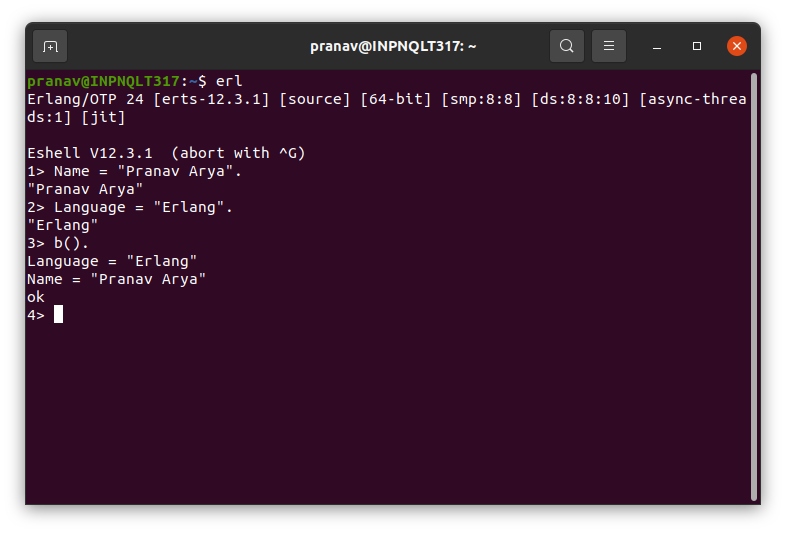 pranav@INPNQLT317: ~
pranav@INPNQLT317:~$ erl
Erlang/OTP 24 [erts-12.3.1] [source] [64-bit] [smp:8:8] [ds:8:8:10] [async-threa
ds:1] [jit]
Eshell V12.3.1  (abort with ^G)
1> Name = "Pranav Arya".
"Pranav Arya"
2> Language = "Erlang".
"Erlang"
3> b().
Language = "Erlang"
Name = "Pranav Arya"
ok
4>